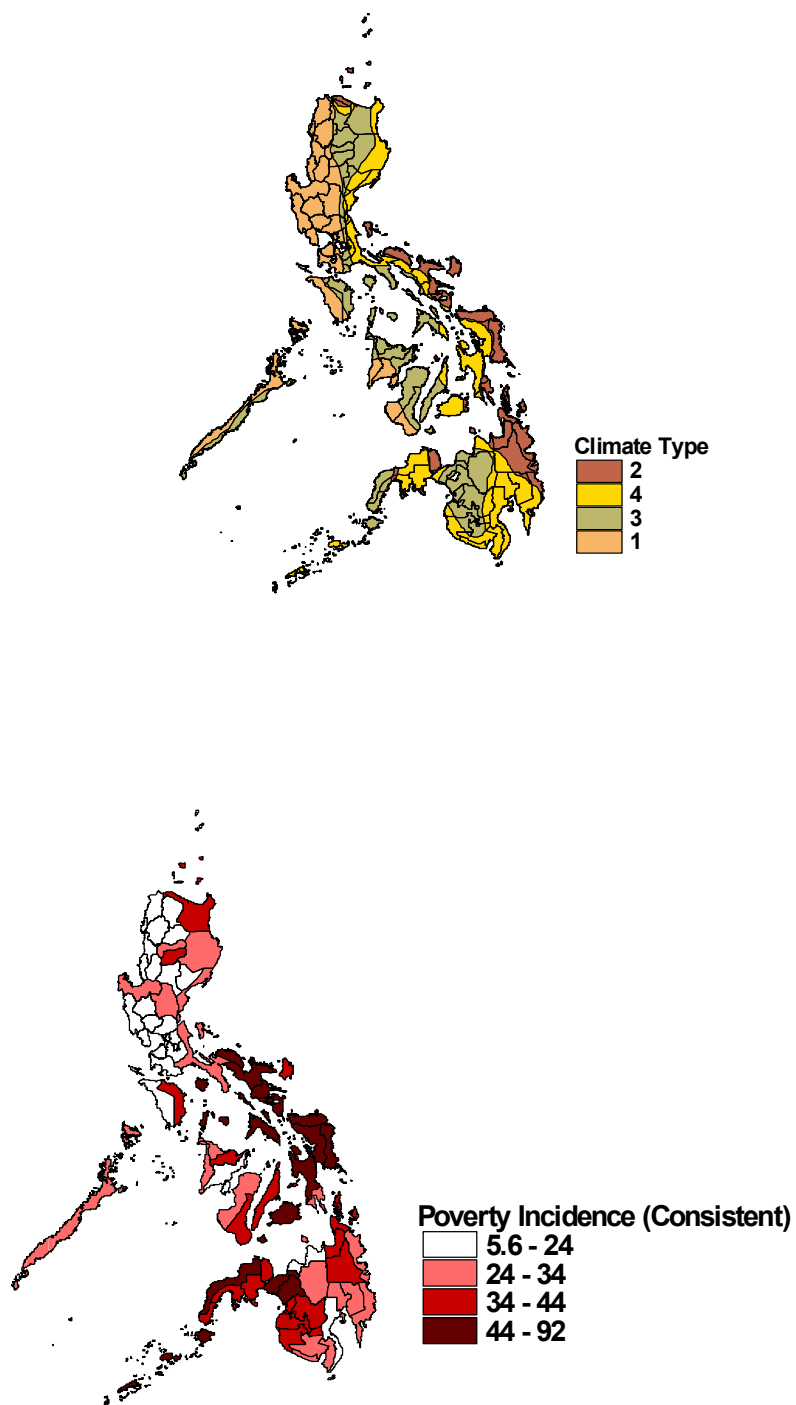 Climate Type
2
4
3
1
Poverty Incidence (Consistent)
5.6 - 24
24 - 34
34 - 44
44 - 92